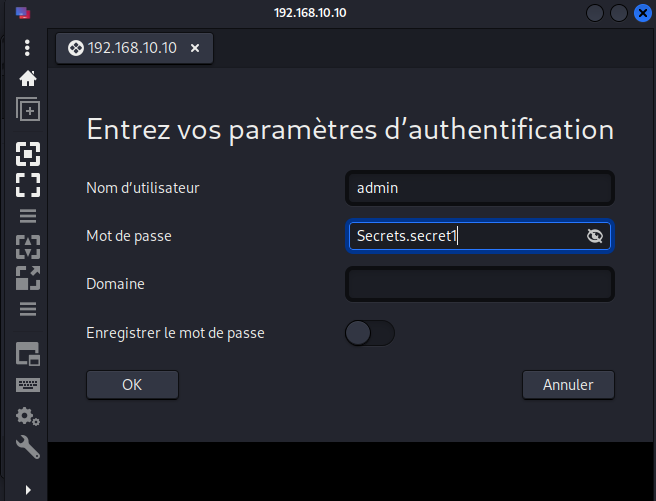 192.168.10.10
192.168.10.10
Entrez vos paramètres d’authentification
Nom d’utilisateur
admin
Mot de passe
Secrets.secret1
Domaine
Enregistrer le mot de passe
OK
Annuler